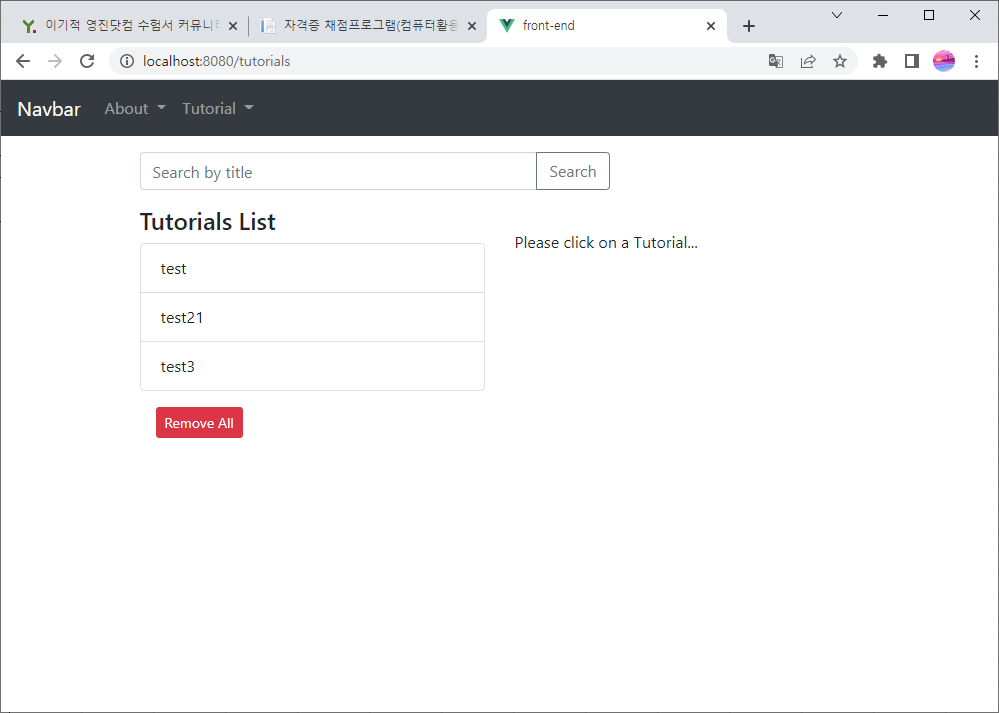 이기적 영진닷컴 수험서 커뮤니
자격증 채점프로그램(컴퓨터활용
front-end
localhost:8080/tutorials
Navbar About Tutorial
Search by title Search
Tutorials List
Please click on a Tutorial...
test
test21
test3
Remove All